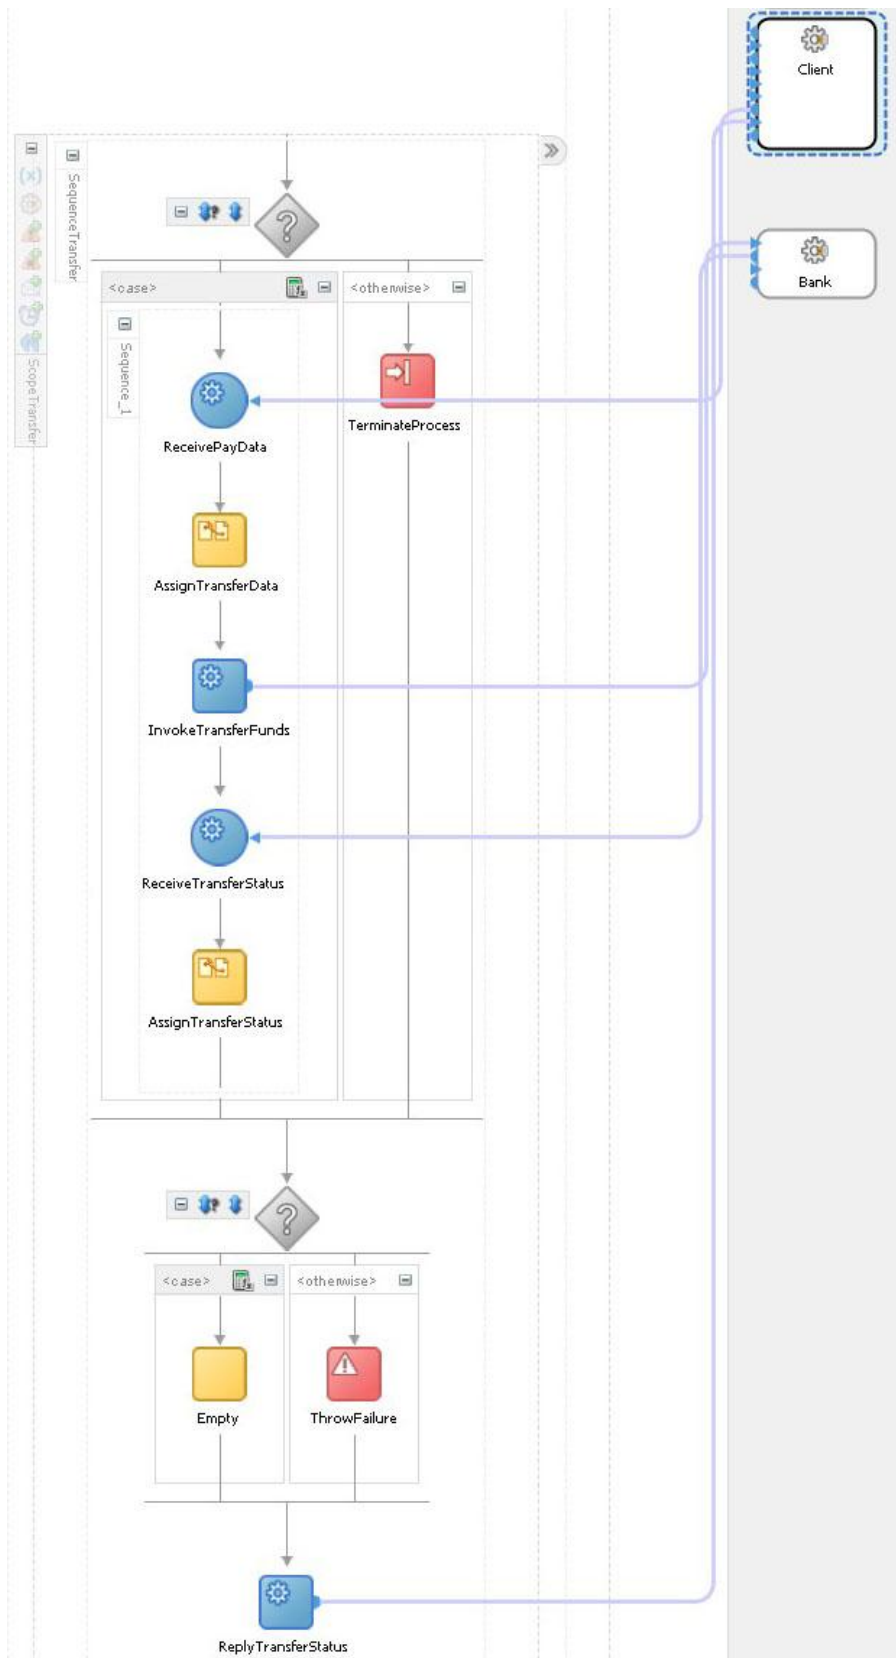 Client
SequenceTransfer
Bank
<case>
<otherwise>
Sequence_1
ScopeTransfer
TerminateProcess
ReceivePayData
AssignTransferData
InvokeTransferFunds
ReceiveTransferStatus
AssignTransferStatus
<case>
<otherwise>
Empty
ThrowFailure
ReplyTransferStatus